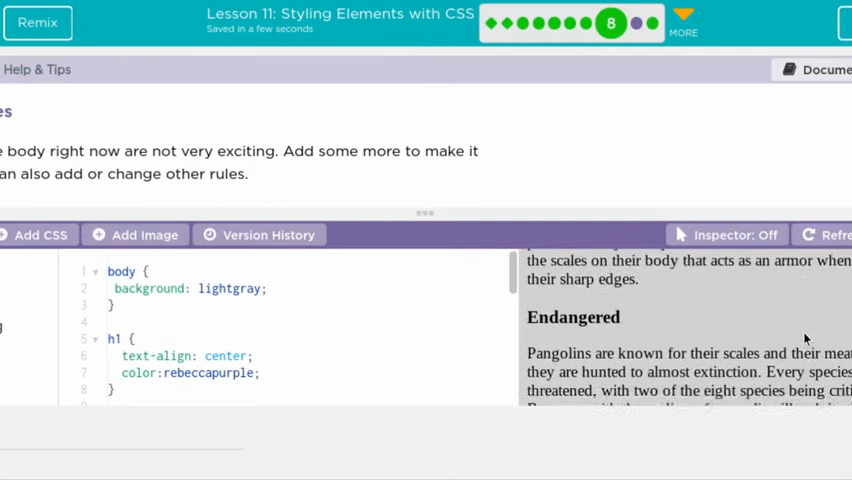 Remix
Lesson 11: Styling Elements with CSS
Saved in a few seconds
8
MORE
Help & Tips
Docume
es
e body right now are not very exciting. Add some more to make it
an also add or change other rules.
Add CSS
Add Image
Version History
Inspector: Off
Refre
1 body {
2 background: lightgray;
3 }
4
5 h1 {
6 text-align: center;
7 color:rebeccapurple;
8 }
g
the scales on their body that acts as an armor when
their sharp edges.
Endangered
Pangolins are known for their scales and their meat
they are hunted to almost extinction. Every species
threatened, with two of the eight species being criti